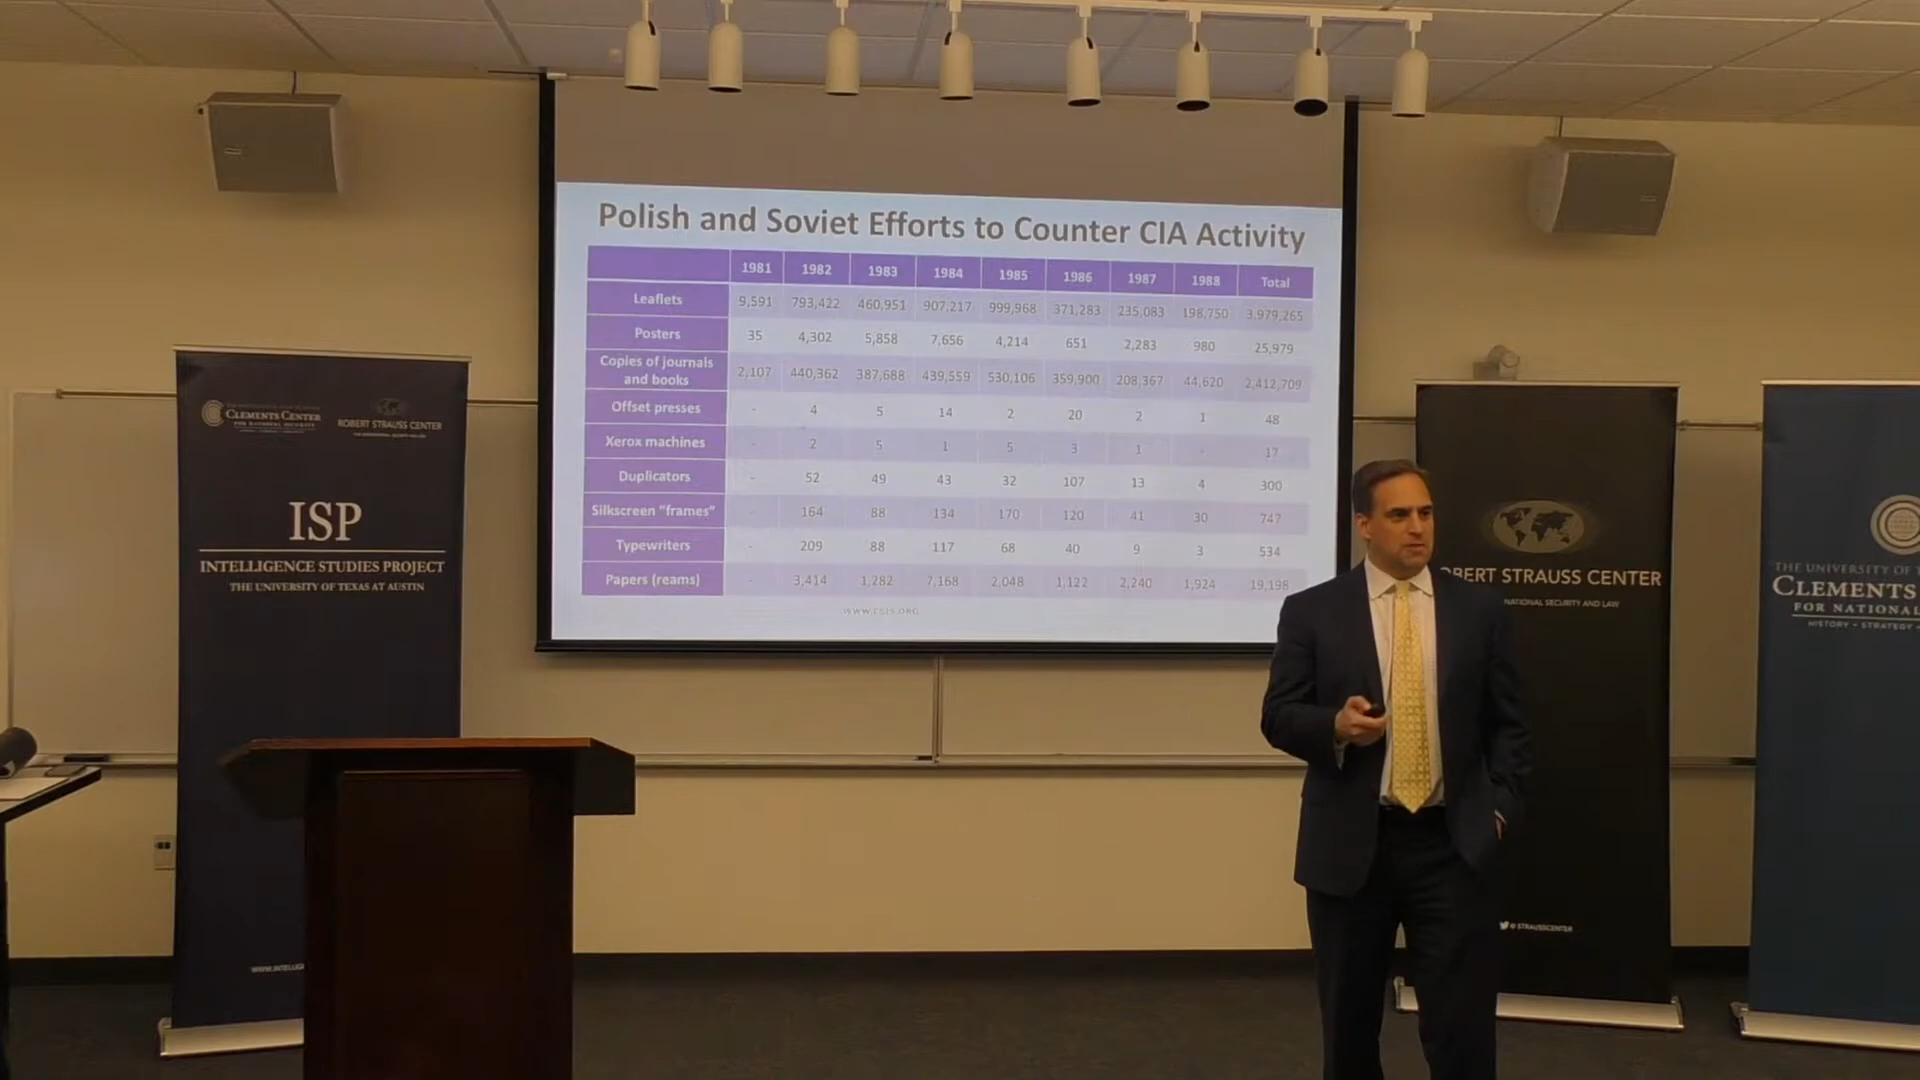 Polish and Soviet Efforts to Counter CIA Activity
1981 1982 1983 1984 1985 1986 1987 1988 Total
Leaflets 9,591 793,422 460,951 907,217 999,968 371,283 235,083 198,750 3,979,265
Posters 35 4,302 5,858 7,656 4,214 651 2,283 980 25,979
Copies of journals
and books 2,107 440,362 387,688 439,559 530,106 359,900 208,367 44,620 2,412,709
Offset presses - 4 5 14 2 20 2 1 48
Xerox machines - 2 5 1 5 3 1 - 17
Duplicators - 52 49 43 32 107 13 4 300
Silkscreen "frames" - 164 88 134 170 120 41 30 747
Typewriters - 209 88 117 68 40 9 3 534
Papers (reams) - 3,414 1,282 7,168 2,048 1,122 2,240 1,924 19,198
WWW.CSIS.ORG
CLEMENTS CENTER
FOR NATIONAL SECURITY
ROBERT STRAUSS CENTER
ISP
INTELLIGENCE STUDIES PROJECT
THE UNIVERSITY OF TEXAS AT AUSTIN
STRAUSS CENTER
NATIONAL SECURITY AND LAW
@STRAUSSCENTER
THE UNIVERSITY OF
CLEMENTS
FOR NATIONAL
HISTORY • STRATEGY •